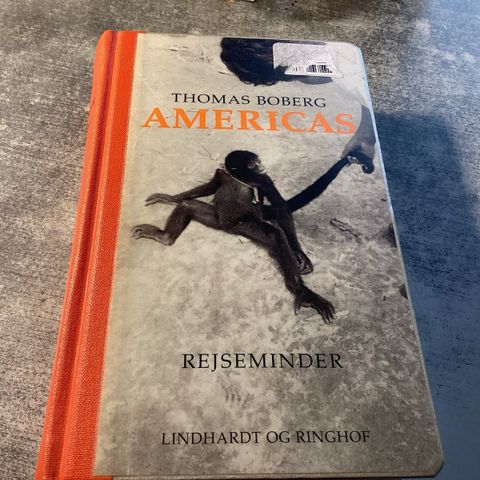 THOMAS BOBERG
AMERICAS
REJSEMINDER
LINDHARDT OG RINGHOF